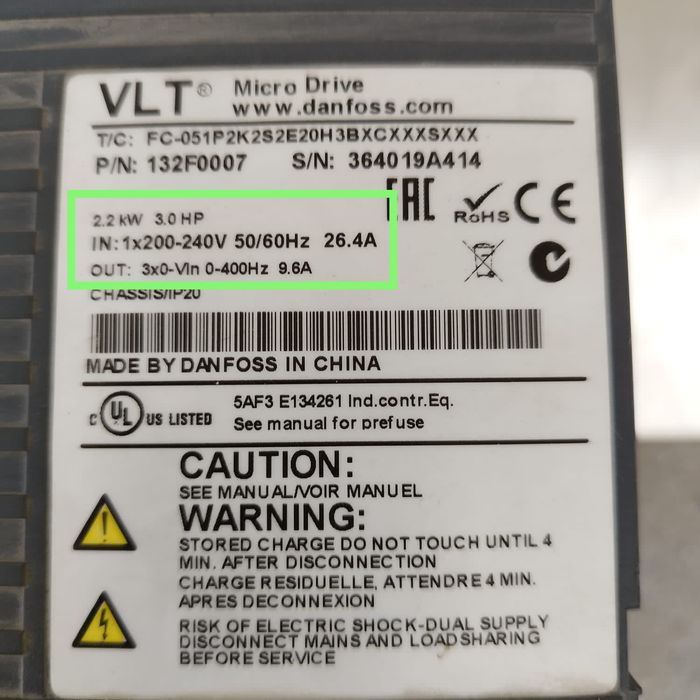 VLT® Micro Drive
www.danfoss.com
T/C: FC-051P2K2S2E20H3BXCXXXSXXX
P/N: 132F0007 S/N: 364019A414
2.2 kW 3.0 HP
IN: 1x200-240V 50/60Hz 26.4A
OUT: 3x0-Vin 0-400Hz 9.6A
CHASSIS/IP20
EAC RoHS CE
MADE BY DANFOSS IN CHINA
c UL US LISTED 5AF3 E134261 Ind.contr.Eq.
See manual for prefuse
CAUTION:
SEE MANUAL/VOIR MANUEL
WARNING:
STORED CHARGE DO NOT TOUCH UNTIL 4
MIN. AFTER DISCONNECTION
CHARGE RESIDUELLE, ATTENDRE 4 MIN.
APRES DECONNEXION
RISK OF ELECTRIC SHOCK-DUAL SUPPLY
DISCONNECT MAINS AND LOADSHARING
BEFORE SERVICE